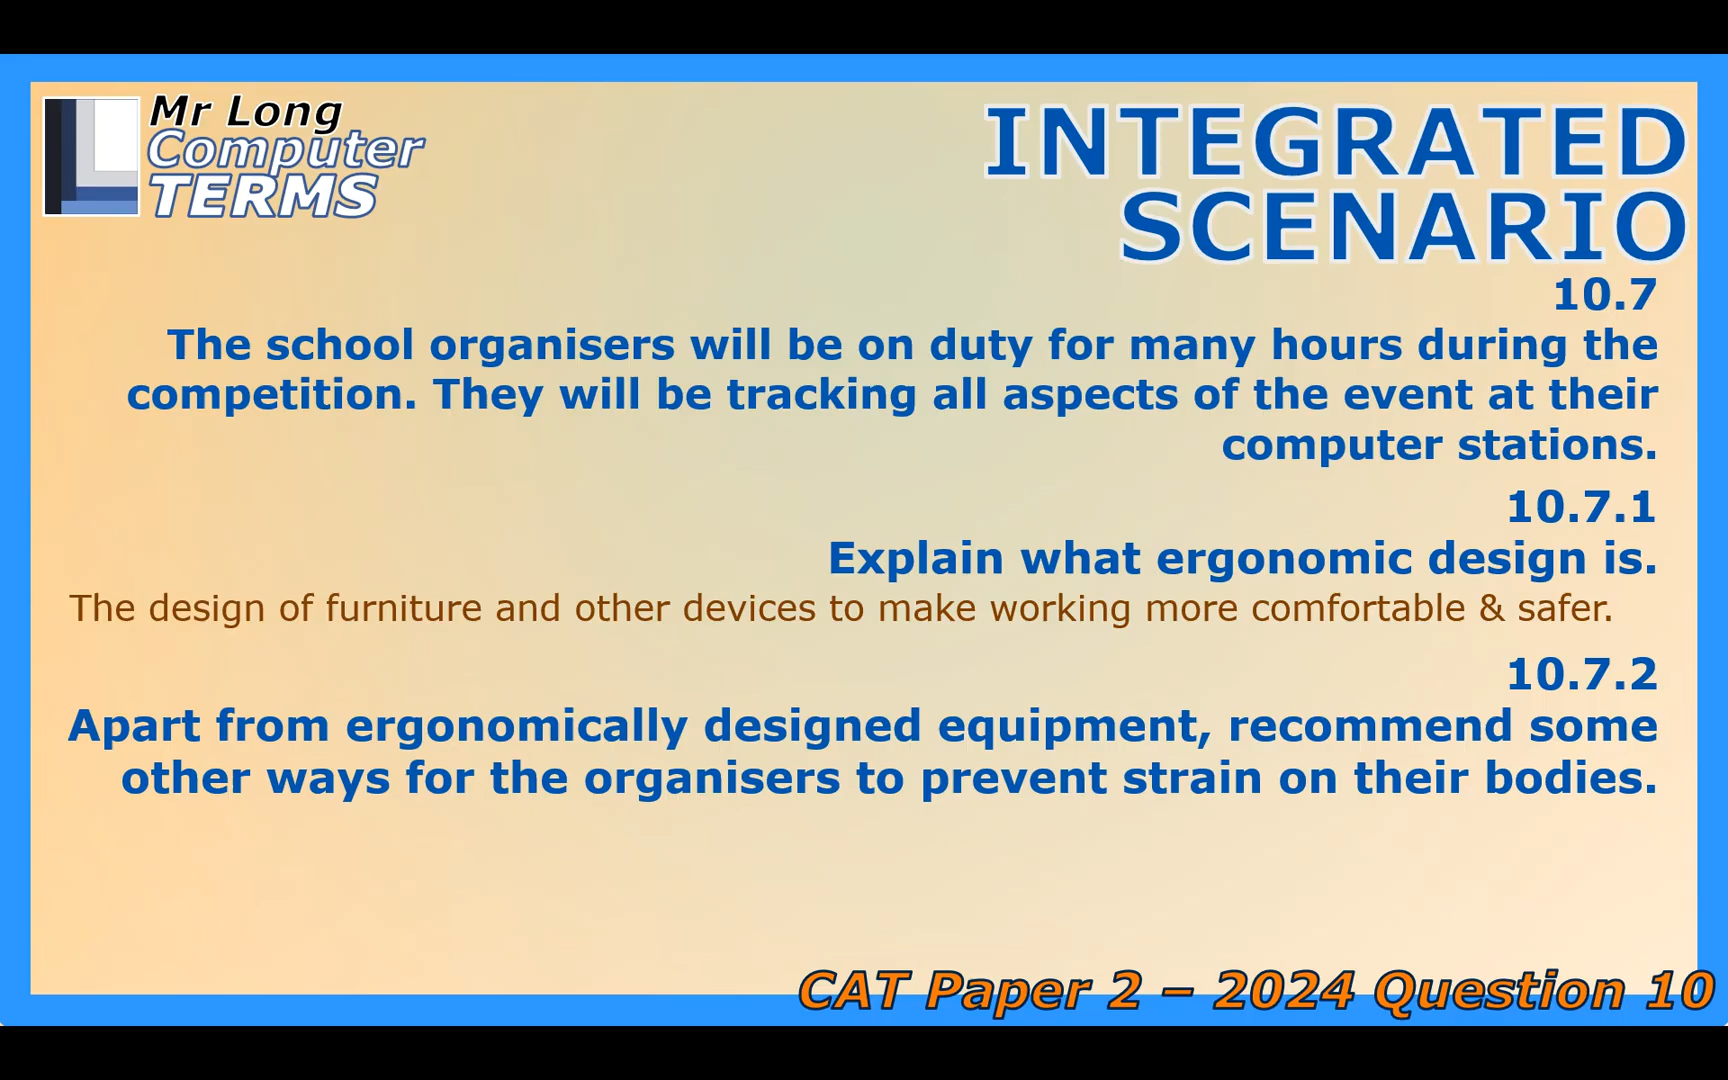 Mr Long
Computer
TERMS
INTEGRATED
SCENARIO
10.7
The school organisers will be on duty for many hours during the
competition. They will be tracking all aspects of the event at their
computer stations.
10.7.1
Explain what ergonomic design is.
The design of furniture and other devices to make working more comfortable & safer.
10.7.2
Apart from ergonomically designed equipment, recommend some
other ways for the organisers to prevent strain on their bodies.
CAT Paper 2 – 2024 Question 10